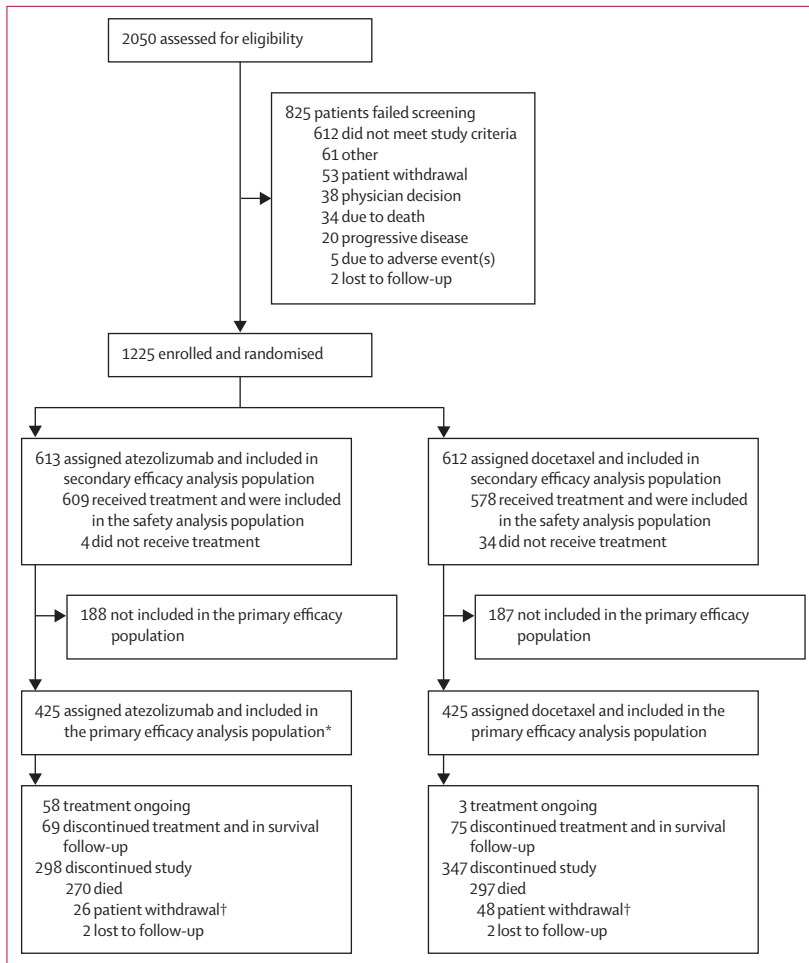 2050 assessed for eligibility
825 patients failed screening
612 did not meet study criteria
61 other
53 patient withdrawal
38 physician decision
34 due to death
20 progressive disease
5 due to adverse event(s)
2 lost to follow-up
1225 enrolled and randomised
613 assigned atezolizumab and included in
secondary efficacy analysis population
609 received treatment and were included
in the safety analysis population
4 did not receive treatment
612 assigned docetaxel and included in
secondary efficacy analysis population
578 received treatment and were included
in the safety analysis population
34 did not receive treatment
188 not included in the primary efficacy
population
187 not included in the primary efficacy
population
425 assigned atezolizumab and included in
the primary efficacy analysis population*
425 assigned docetaxel and included in the
primary efficacy analysis population
58 treatment ongoing
69 discontinued treatment and in survival
follow-up
298 discontinued study
270 died
26 patient withdrawal†
2 lost to follow-up
3 treatment ongoing
75 discontinued treatment and in survival
follow-up
347 discontinued study
297 died
48 patient withdrawal†
2 lost to follow-up